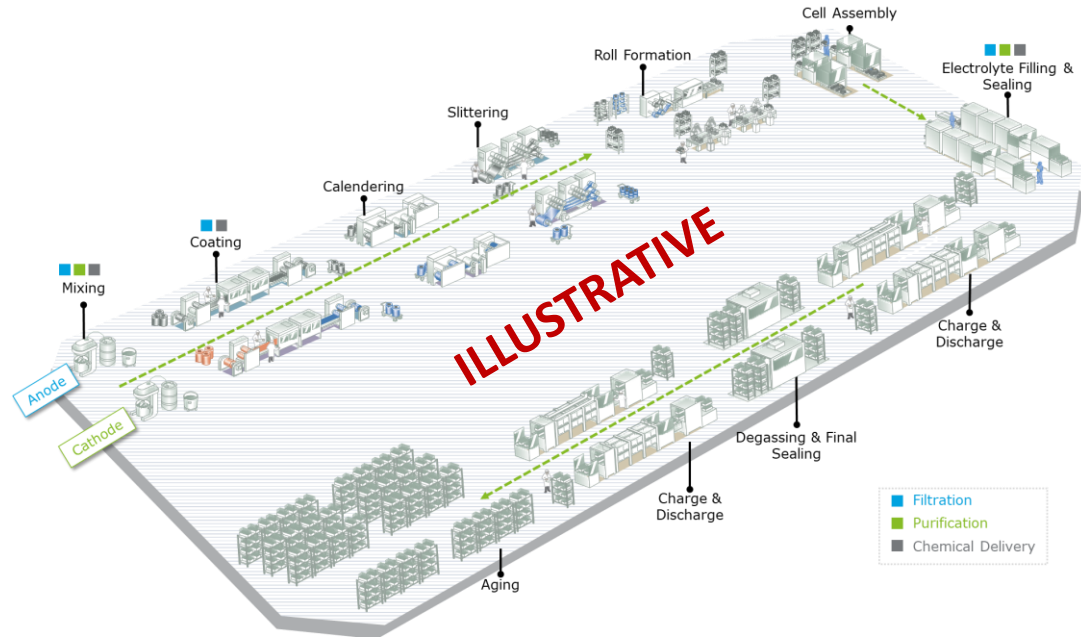 Cell Assembly
Roll Formation
Electrolyte Filling &
Sealing
Slittering
Calendering
Coating
Mixing
Anode
Cathode
ILLUSTRATIVE
Charge &
Discharge
Degassing & Final
Sealing
Charge &
Discharge
Aging
Filtration
Purification
Chemical Delivery